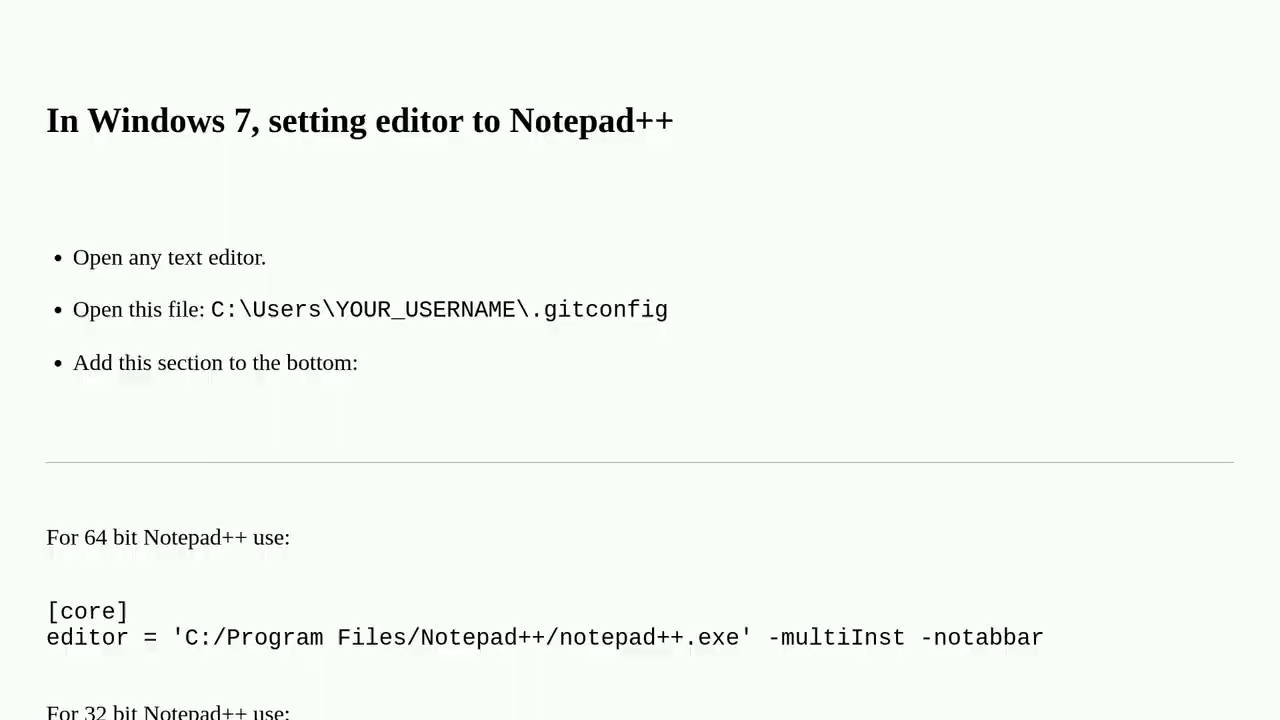 In Windows 7, setting editor to Notepad++
• Open any text editor.
• Open this file: C:\Users\YOUR_USERNAME\.gitconfig
• Add this section to the bottom:
For 64 bit Notepad++ use:
[core]
editor = 'C:/Program Files/Notepad++/notepad++.exe' -multiInst -notabbar
For 32 bit Notepad++ use: